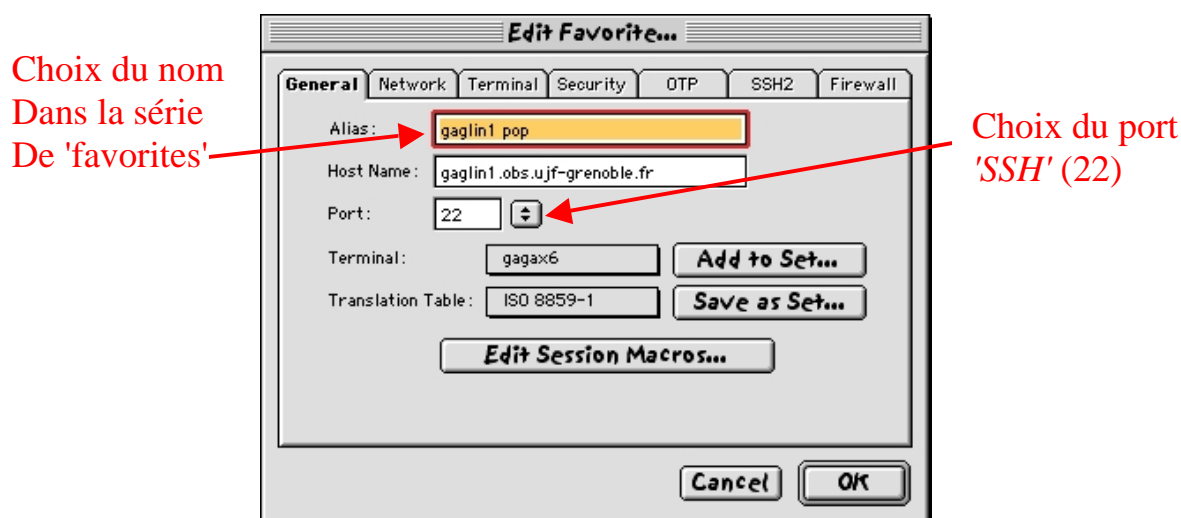 Edit Favorite...
Choix du nom
Dans la série
De 'favorites'
General Network Terminal Security OTP SSH2 Firewall
Alias: gaglin1 pop
Host Name: gaglin1.obs.ujf-grenoble.fr
Port: 22
Choix du port
'SSH' (22)
Terminal: gagax6 Add to Set...
Translation Table: ISO 8859-1 Save as Set...
Edit Session Macros...
Cancel OK